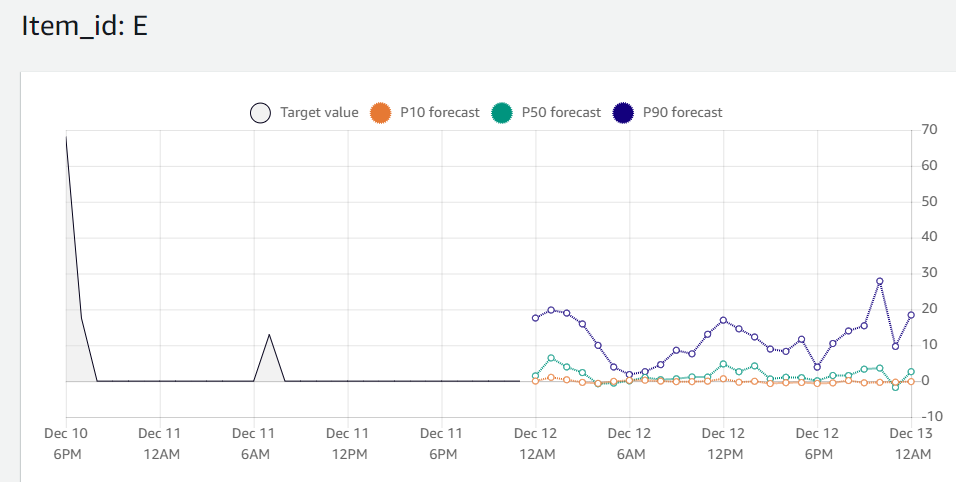 Item_id: E
Target value P10 forecast P50 forecast P90 forecast
70
60
50
40
30
20
10
0
-10
Dec 10 Dec 11 Dec 11 Dec 11 Dec 11 Dec 12 Dec 12 Dec 12 Dec 12 Dec 13
6PM 12AM 6AM 12PM 6PM 12AM 6AM 12PM 6PM 12AM